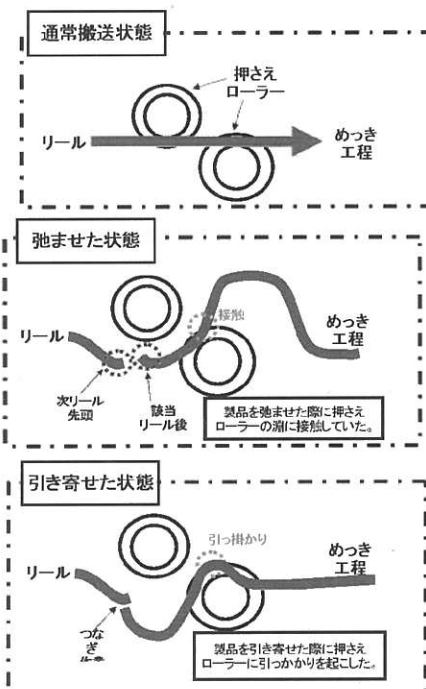 通常搬送状態
押さえ
ローラー
リール
めっき
工程
弛ませた状態
接触
リール
めっき
工程
次リール
先頭
該当
リール後
製品を弛ませた際に押さえ
ローラーの淵に接触していた。
引き寄せた状態
引っ掛かり
リール
めっき
工程
つなぎ
製品を引き寄せた際に押さえ
ローラーに引っかかりを起こした。